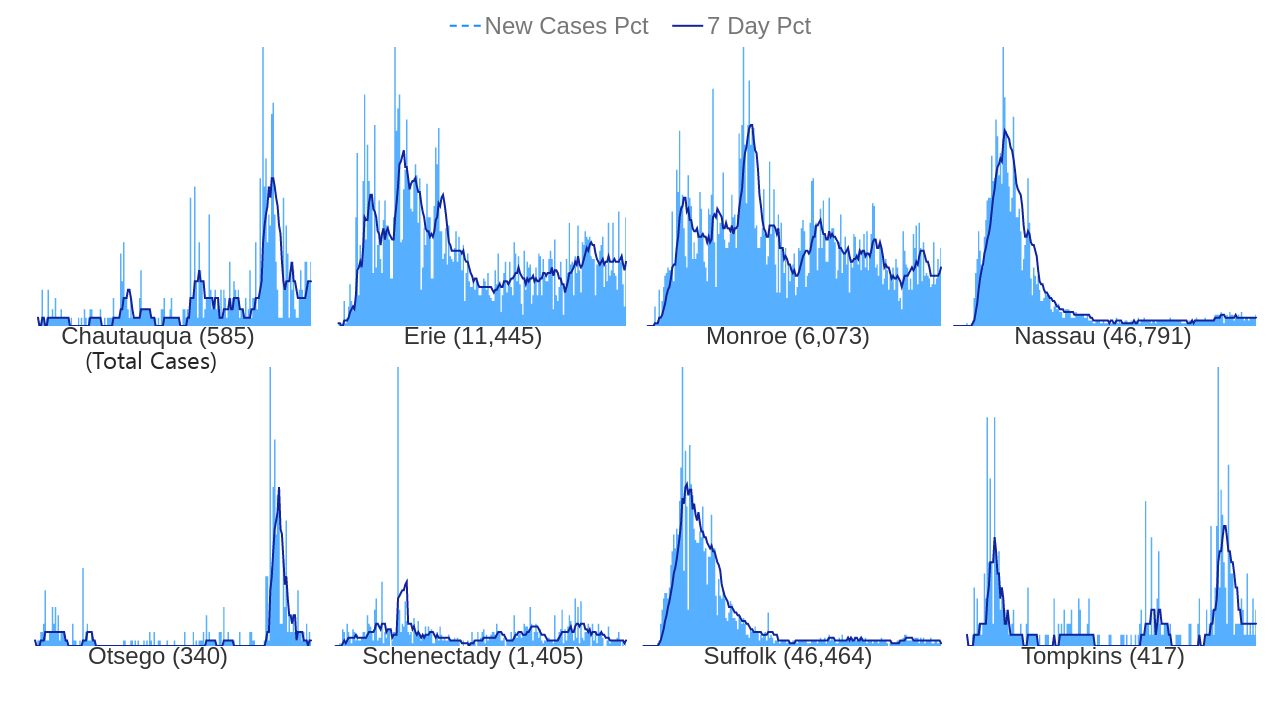 New Cases Pct 7 Day Pct
Chautauqua (585) Erie (11,445) Monroe (6,073) Nassau (46,791)
(Total Cases)
Otsego (340) Schenectady (1,405) Suffolk (46,464) Tompkins (417)